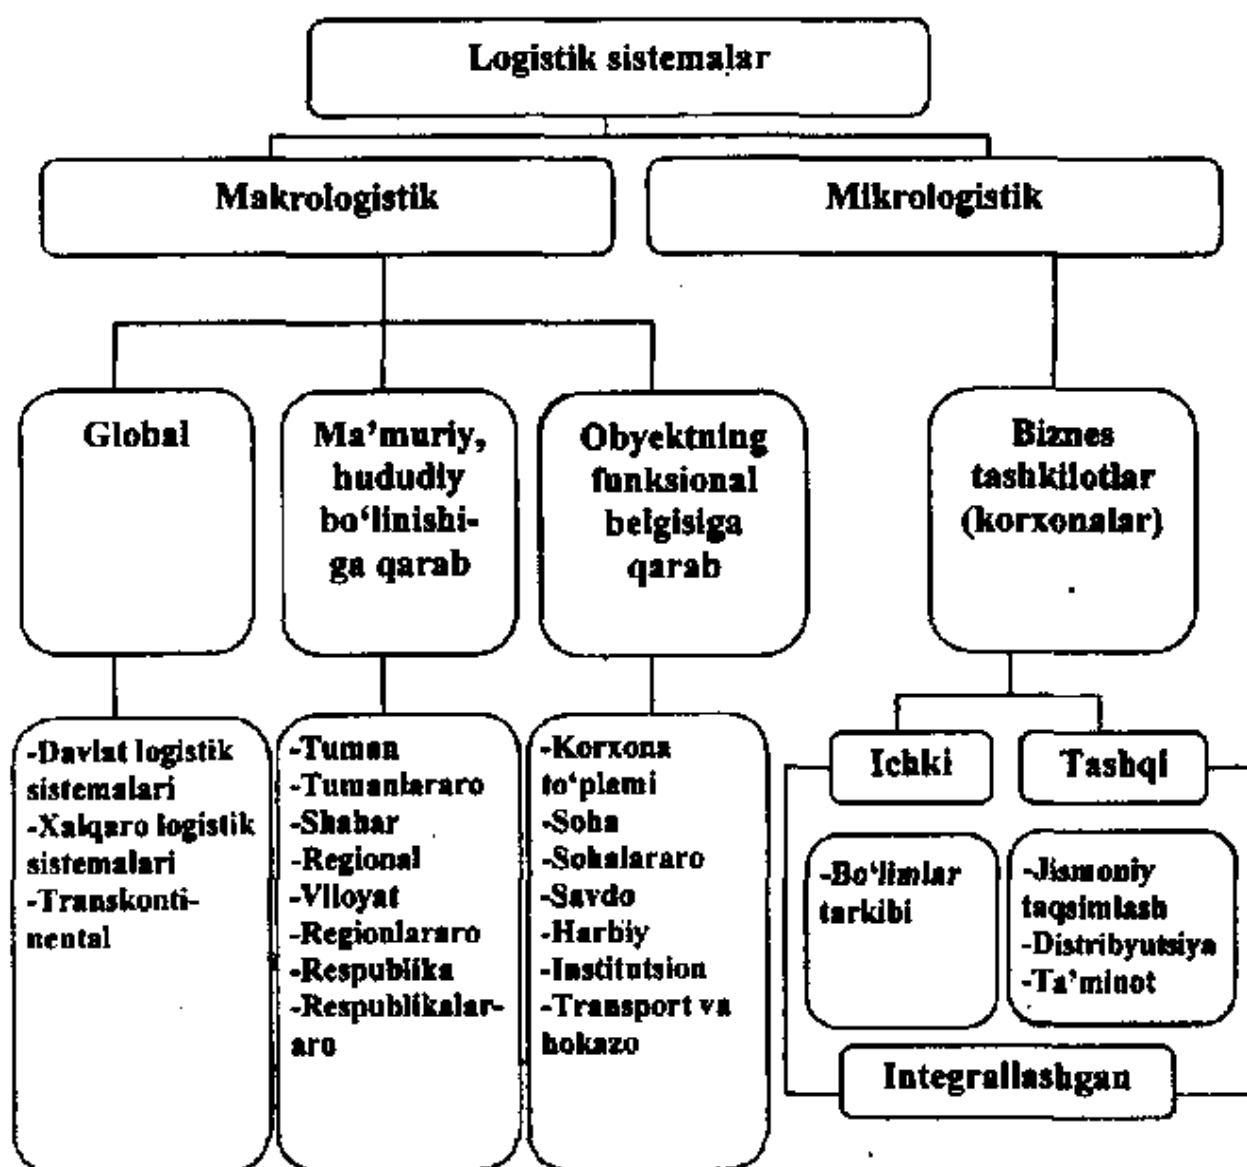 Logistik sistemalar
Makrologistik
Mikrologistik
Global
Ma’muriy,
hududiy
bo‘linishi-
ga qarab
Obyektning
funksional
belgisiga
qarab
Biznes
tashkilotlar
(korxonalar)
-Davlat logistik
sistemalari
-Xalqaro logistik
sistemalari
-Transkonti-
nental
-Tuman
-Tumanlararo
-Shahar
-Regional
-Viloyat
-Regionlararo
-Respublika
-Respublikalar-
aro
-Korxona
to‘plami
-Soha
-Sohalararo
-Savdo
-Harbiy
-Institutsion
-Transport va
hokazo
Ichki
Tashqi
-Bo‘limlar
tarkibi
-Jismoniy
taqsimlash
-Distribyutsiya
-Ta’minot
Integrallashgan